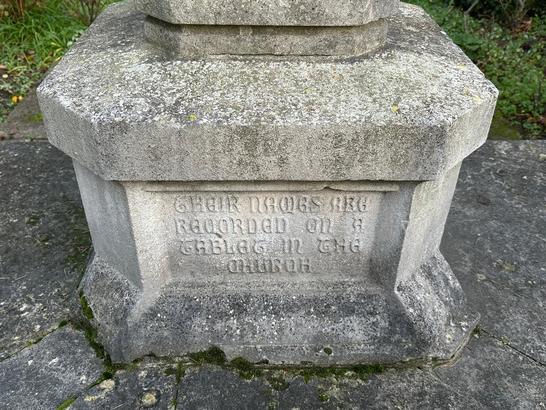 THEIR NAMES ARE
RECORDED ON A
TABLET IN THE
CHURCH